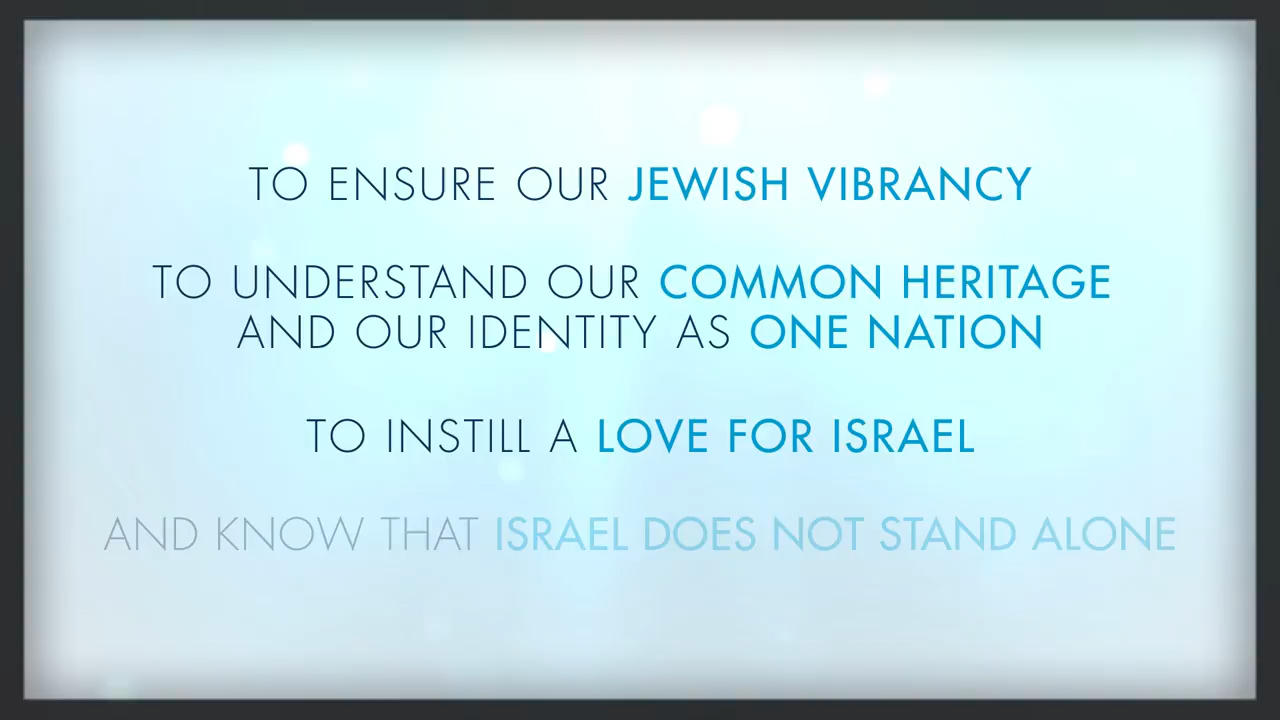 TO ENSURE OUR JEWISH VIBRANCY
TO UNDERSTAND OUR COMMON HERITAGE
AND OUR IDENTITY AS ONE NATION
TO INSTILL A LOVE FOR ISRAEL
AND KNOW THAT ISRAEL DOES NOT STAND ALONE